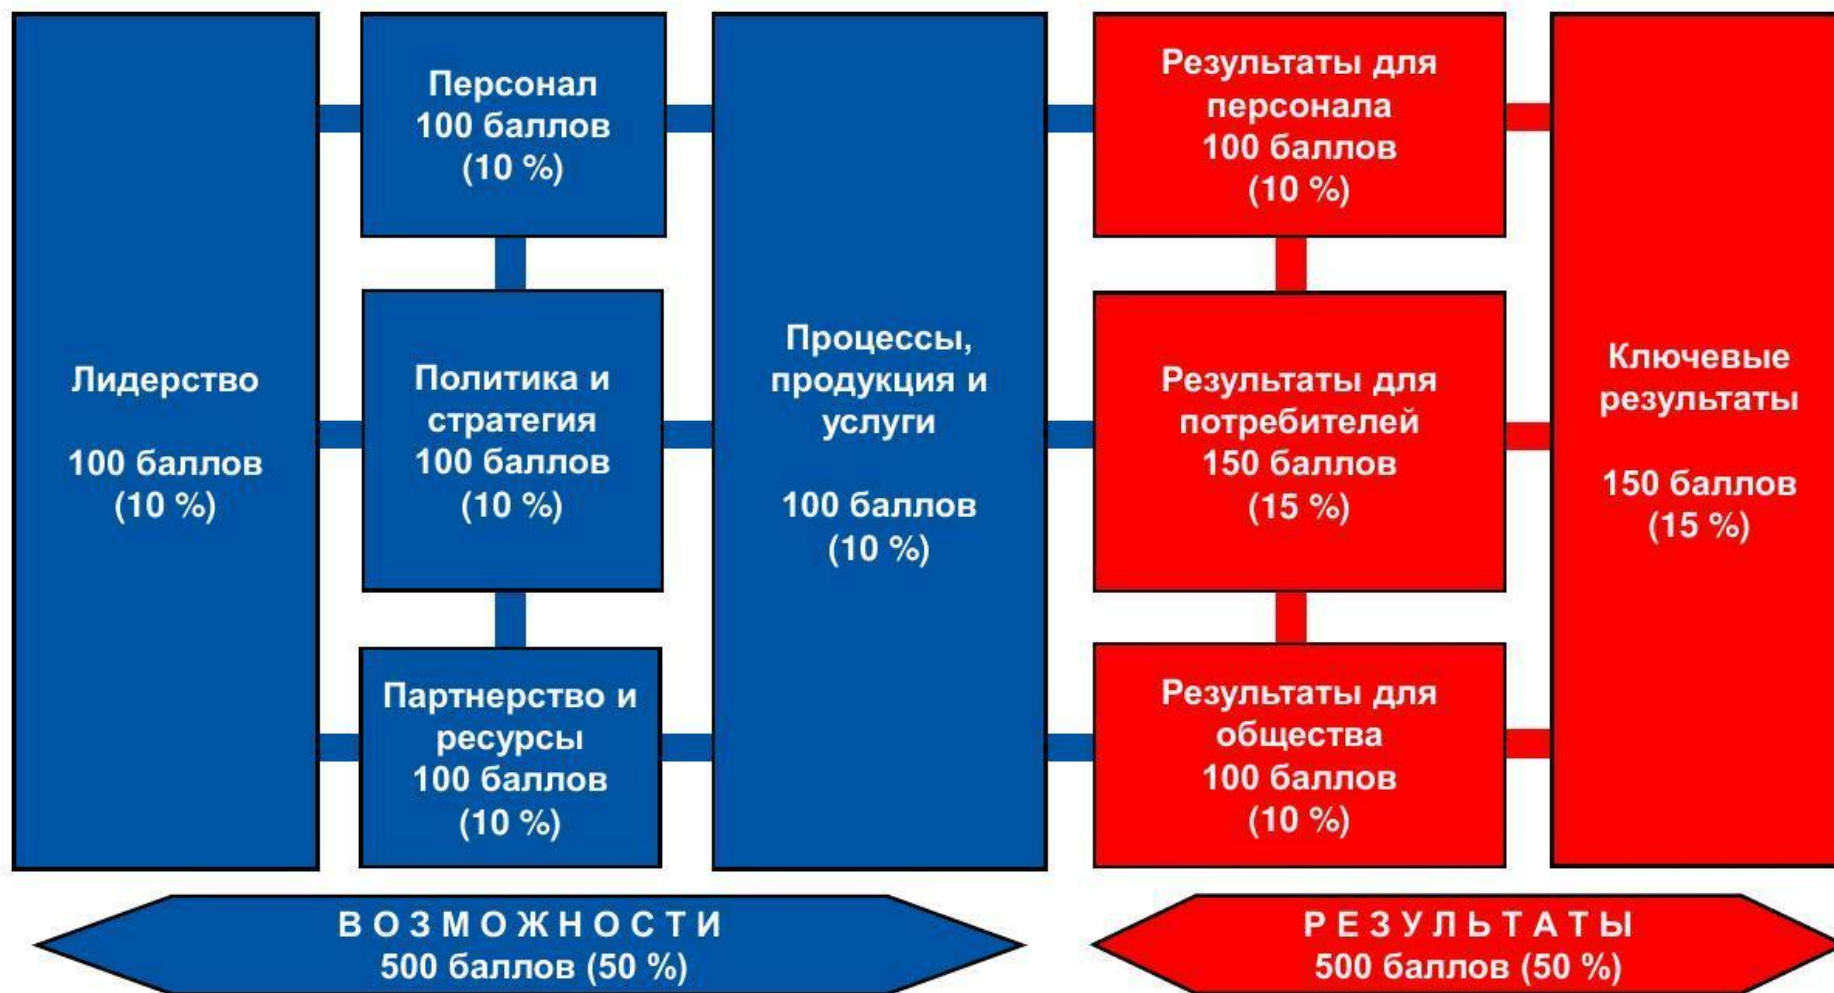 Лидерство
100 баллов
(10 %)
Персонал
100 баллов
(10 %)
Политика и
стратегия
100 баллов
(10 %)
Партнерство и
ресурсы
100 баллов
(10 %)
Процессы,
продукция и
услуги
100 баллов
(10 %)
Результаты для
персонала
100 баллов
(10 %)
Результаты для
потребителей
150 баллов
(15 %)
Результаты для
общества
100 баллов
(10 %)
Ключевые
результаты
150 баллов
(15 %)
В О З М О Ж Н О С Т И
500 баллов (50 %)
Р Е З У Л Ь Т А Т Ы
500 баллов (50 %)